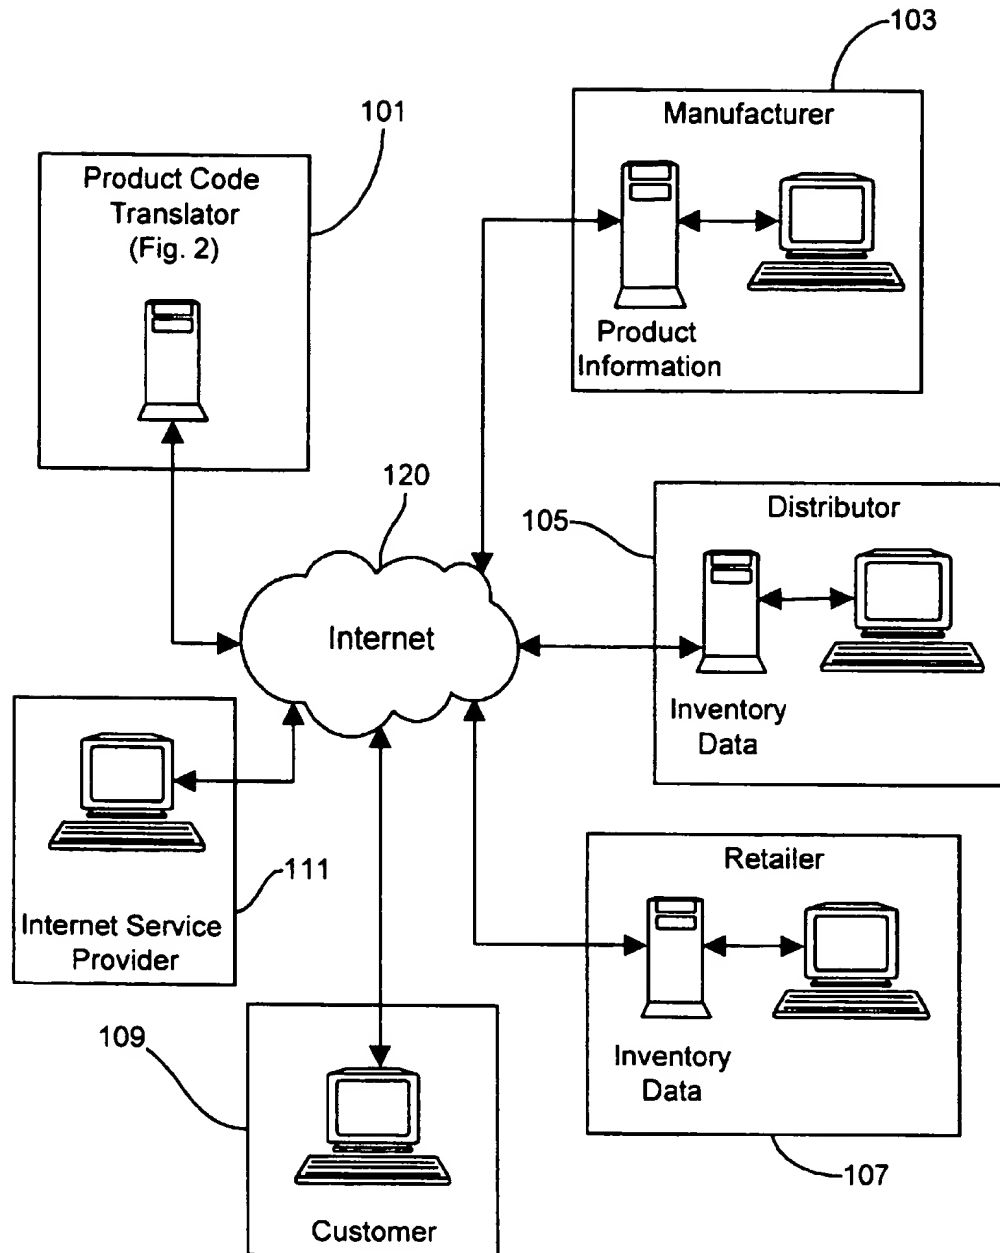 103
Manufacturer
101
Product Code
Translator
(Fig. 2)
Product
Information
120
Distributor
105
Internet
Inventory
Data
Retailer
111
Internet Service
Provider
109
Inventory
Data
107
Customer